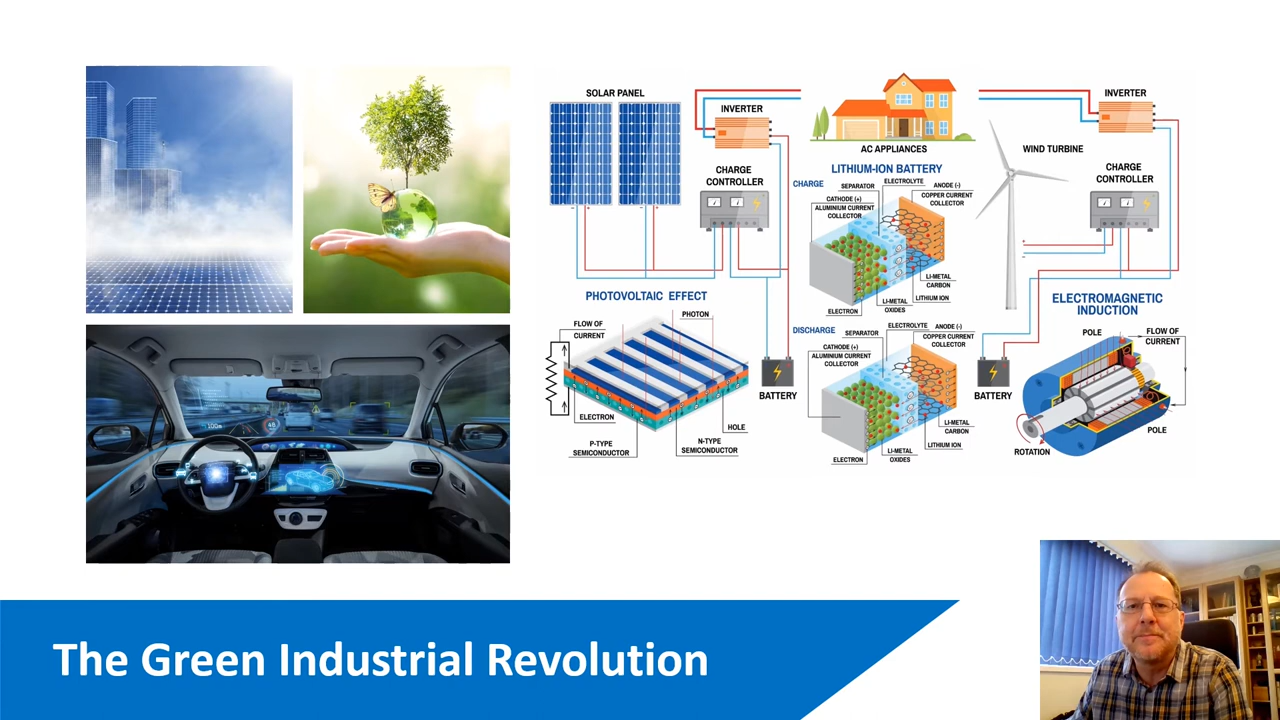 SOLAR PANEL
INVERTER
CHARGE
CONTROLLER
AC APPLIANCES
WIND TURBINE
INVERTER
CHARGE
CONTROLLER
LITHIUM-ION BATTERY
CHARGE
SEPARATOR
ELECTROLYTE
ANODE (-)
COPPER CURRENT
COLLECTOR
CATHODE (+)
ALUMINIUM CURRENT
COLLECTOR
LI-METAL
CARBON
LITHIUM ION
LI-METAL
OXIDES
ELECTRON
PHOTOVOLTAIC EFFECT
FLOW OF
CURRENT
PHOTON
ELECTRON
HOLE
P-TYPE
SEMICONDUCTOR
N-TYPE
SEMICONDUCTOR
BATTERY
DISCHARGE
SEPARATOR
ELECTROLYTE
ANODE (-)
COPPER CURRENT
COLLECTOR
CATHODE (+)
ALUMINIUM CURRENT
COLLECTOR
LI-METAL
CARBON
LITHIUM ION
LI-METAL
OXIDES
ELECTRON
BATTERY
ELECTROMAGNETIC
INDUCTION
POLE
FLOW OF
CURRENT
POLE
ROTATION
The Green Industrial Revolution